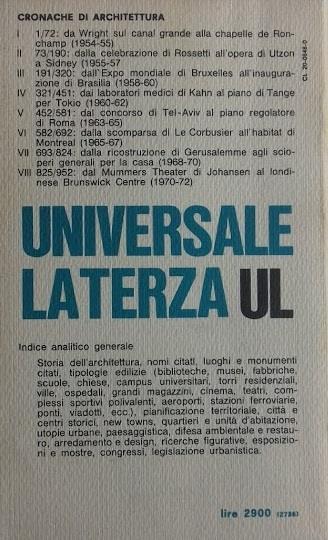 CRONACHE DI ARCHITETTURA
I 1/72: da Wright sul canal grande alla chapelle de Ron-
champ (1954-55)
II 73/190: dalla celebrazione di Rossetti all'opera di Utzon
a Sidney (1955-57
III 191/320: dall'Expo mondiale di Bruxelles all'inaugura-
zione di Brasilia (1958-60)
IV 321/451: dai laboratori medici di Kahn al piano di Tange
per Tokio (1960-62)
V 452/581: dal concorso di Tel-Aviv al piano regolatore
di Roma (1963-65)
VI 582/692: dalla scomparsa di Le Corbusier all'habitat di
Montreal (1965-67)
VII 693/824: dalla ricostruzione di Gerusalemme agli scio-
peri generali per la casa (1968-70)
VIII 825/952: dal Mummers Theater di Johansen al londi-
nese Brunswick Centre (1970-72)
CL 20-0648-0
UNIVERSALE
LATERZA UL
Indice analitico generale
Storia dell'architettura, nomi citati, luoghi e monumenti
citati, tipologie edilizie (biblioteche, musei, fabbriche,
scuole, chiese, campus universitari, torri residenziali,
ville, ospedali, grandi magazzini, cinema, teatri, com-
plessi sportivi polivalenti, aeroporti, stazioni ferroviarie,
ponti, viadotti, ecc.), pianificazione territoriale, città e
centri storici, new towns, quartieri e unità d'abitazione,
utopie urbane, paesaggistica, difesa ambientale e restau-
ro, arredamento e design, ricerche figurative, esposizio-
ni e mostre, congressi, legislazione urbanistica.
lire 2900 (2736)